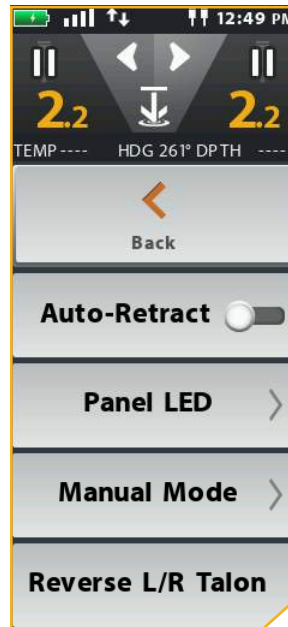 12:49 PM
2.2 2.2
TEMP ---- HDG 261° DPTH ----
Back
Auto-Retract
Panel LED
Manual Mode
Reverse L/R Talon